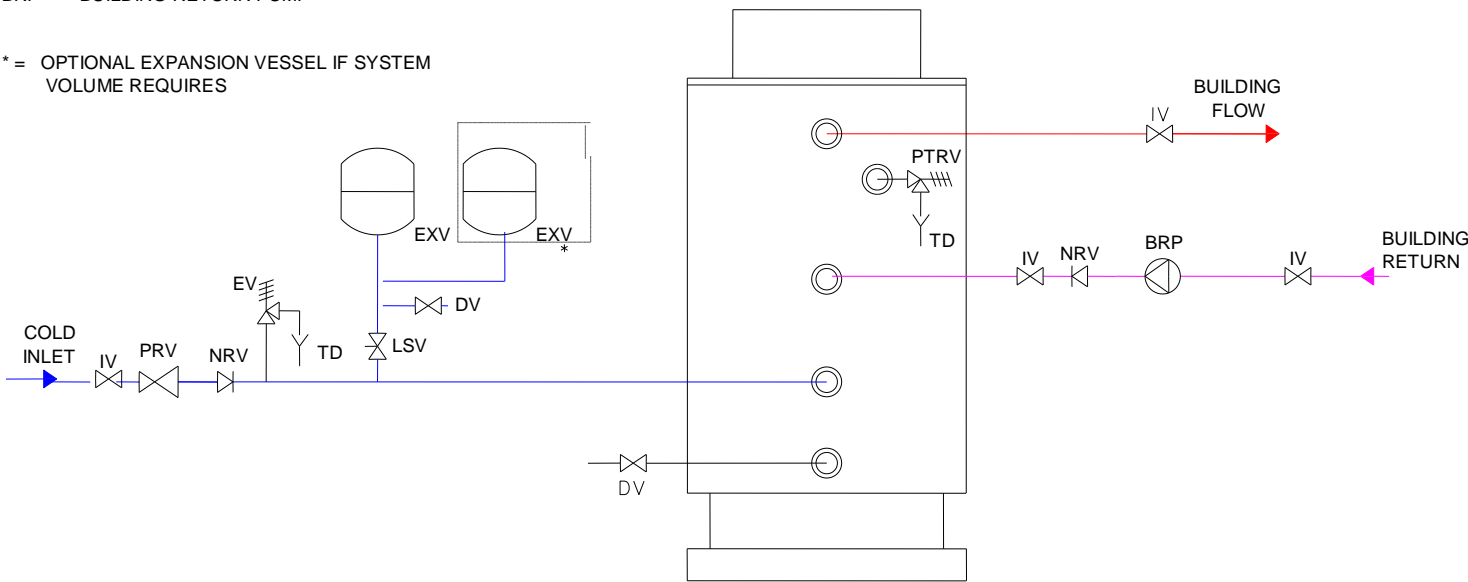 * = OPTIONAL EXPANSION VESSEL IF SYSTEM
VOLUME REQUIRES
BUILDING
FLOW
IV
PTRV
TD
EXV
EXV
*
BUILDING
RETURN
IV
NRV
BRP
IV
EV
DV
COLD
INLET
IV
PRV
NRV
TD
LSV
DV